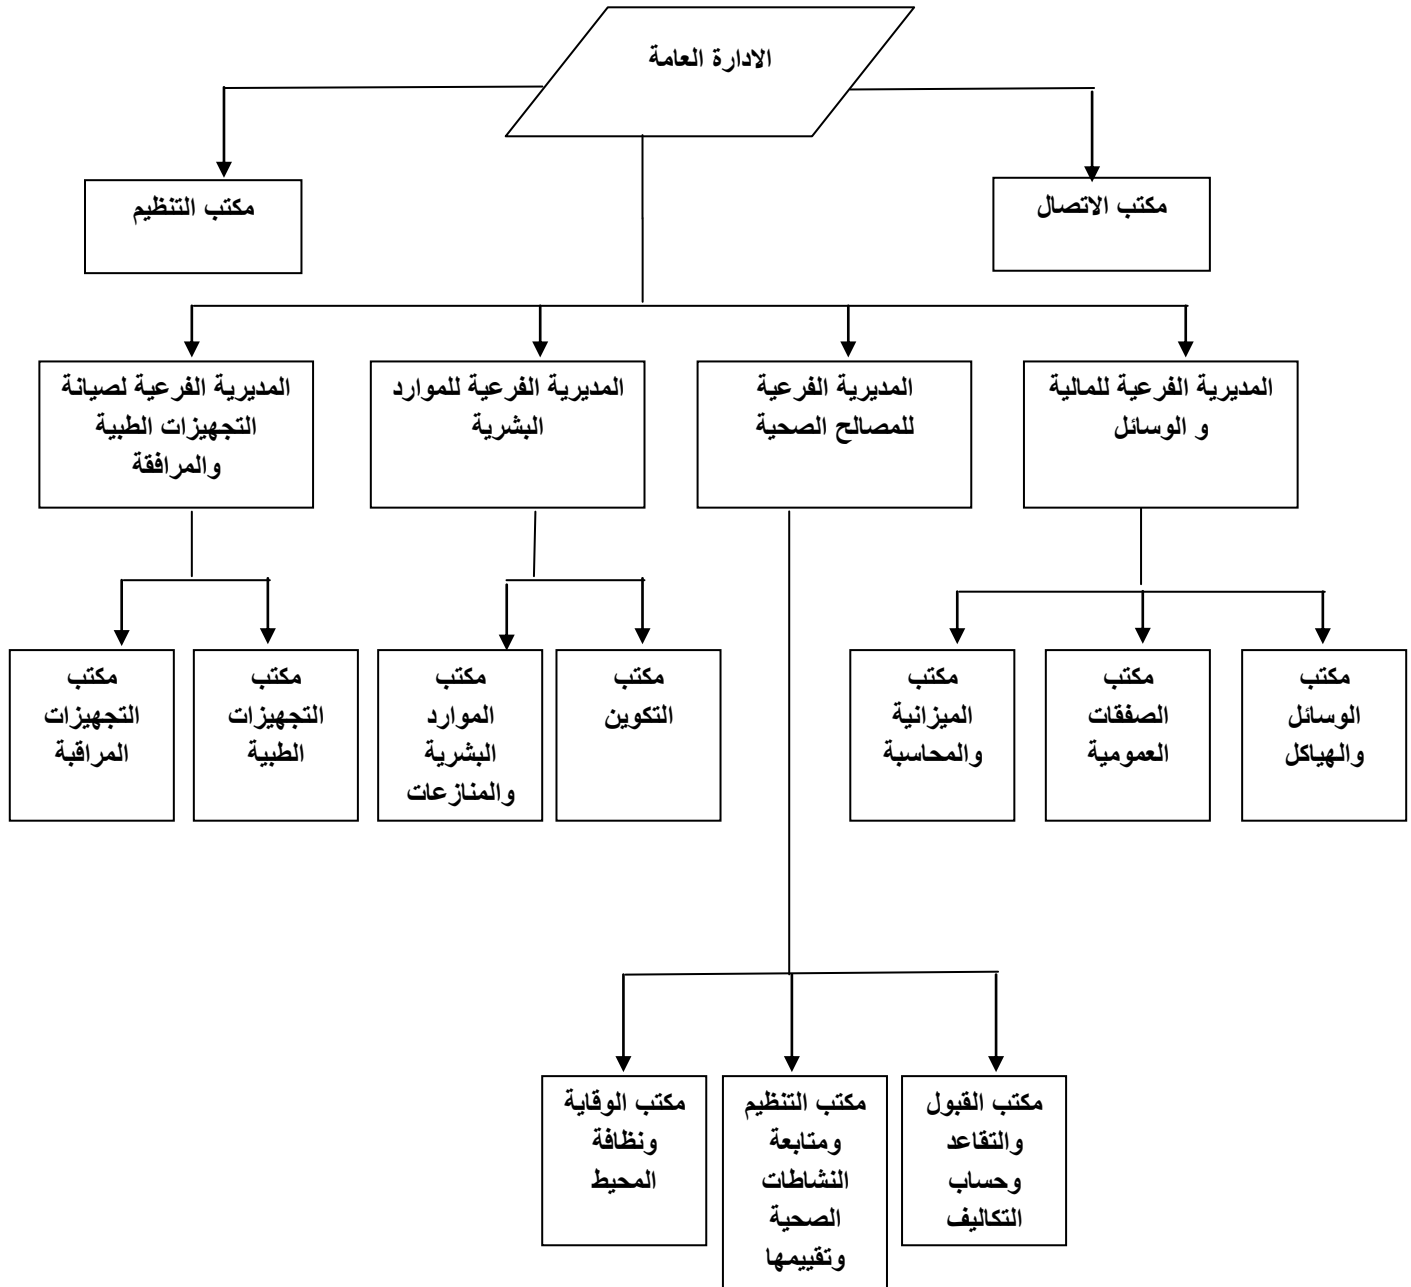 الادارة العامة
مكتب الاتصال
مكتب التنظيم
المديرية الفرعية للمالية
و الوسائل
المديرية الفرعية
للمصالح الصحية
المديرية الفرعية للموارد
البشرية
المديرية الفرعية لصيانة
التجهيزات الطبية
والمرافقة
مكتب
الوسائل
والهياكل
مكتب
الصفقات
العمومية
مكتب
الميزانية
والمحاسبة
مكتب
التكوين
مكتب
الموارد
البشرية
والمنازعات
مكتب
التجهيزات
الطبية
مكتب
التجهيزات
المراقبة
مكتب القبول
والتقاعد
وحساب
التكاليف
مكتب التنظيم
ومتابعة
النشاطات
الصحية
وتقييمها
مكتب الوقاية
ونظافة
المحيط